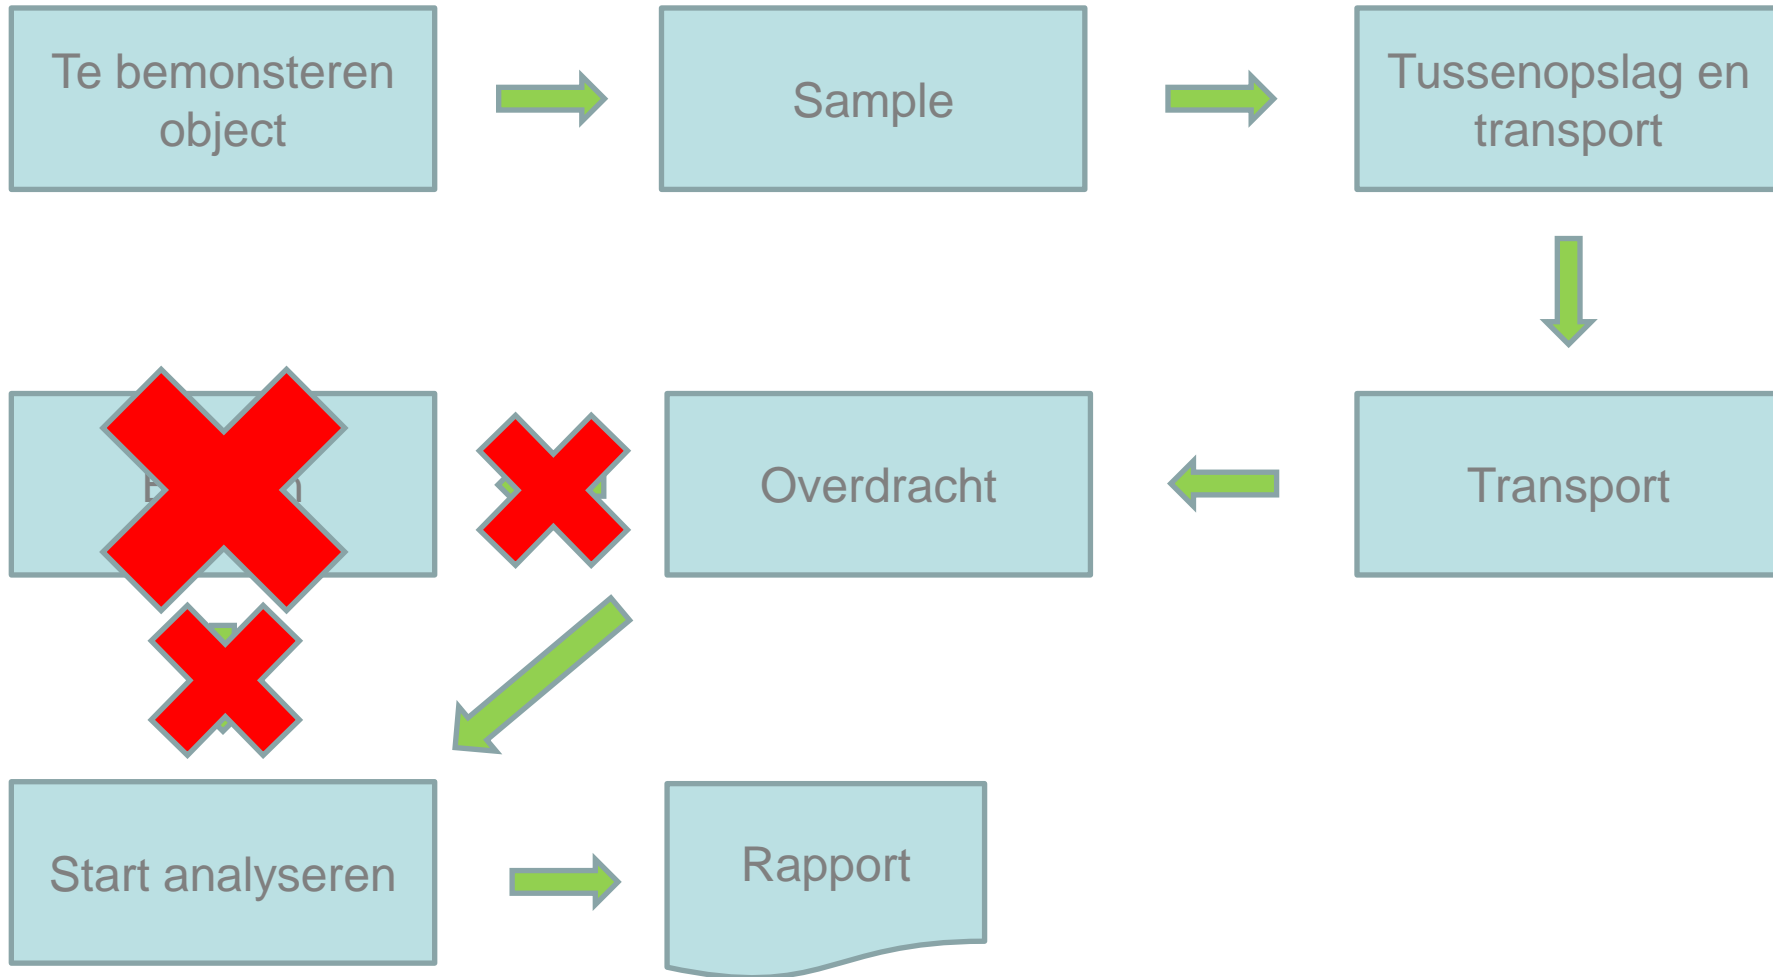 Te bemonsteren
object
Sample
Tussenopslag en
transport
Overdracht
Transport
Start analyseren
Rapport